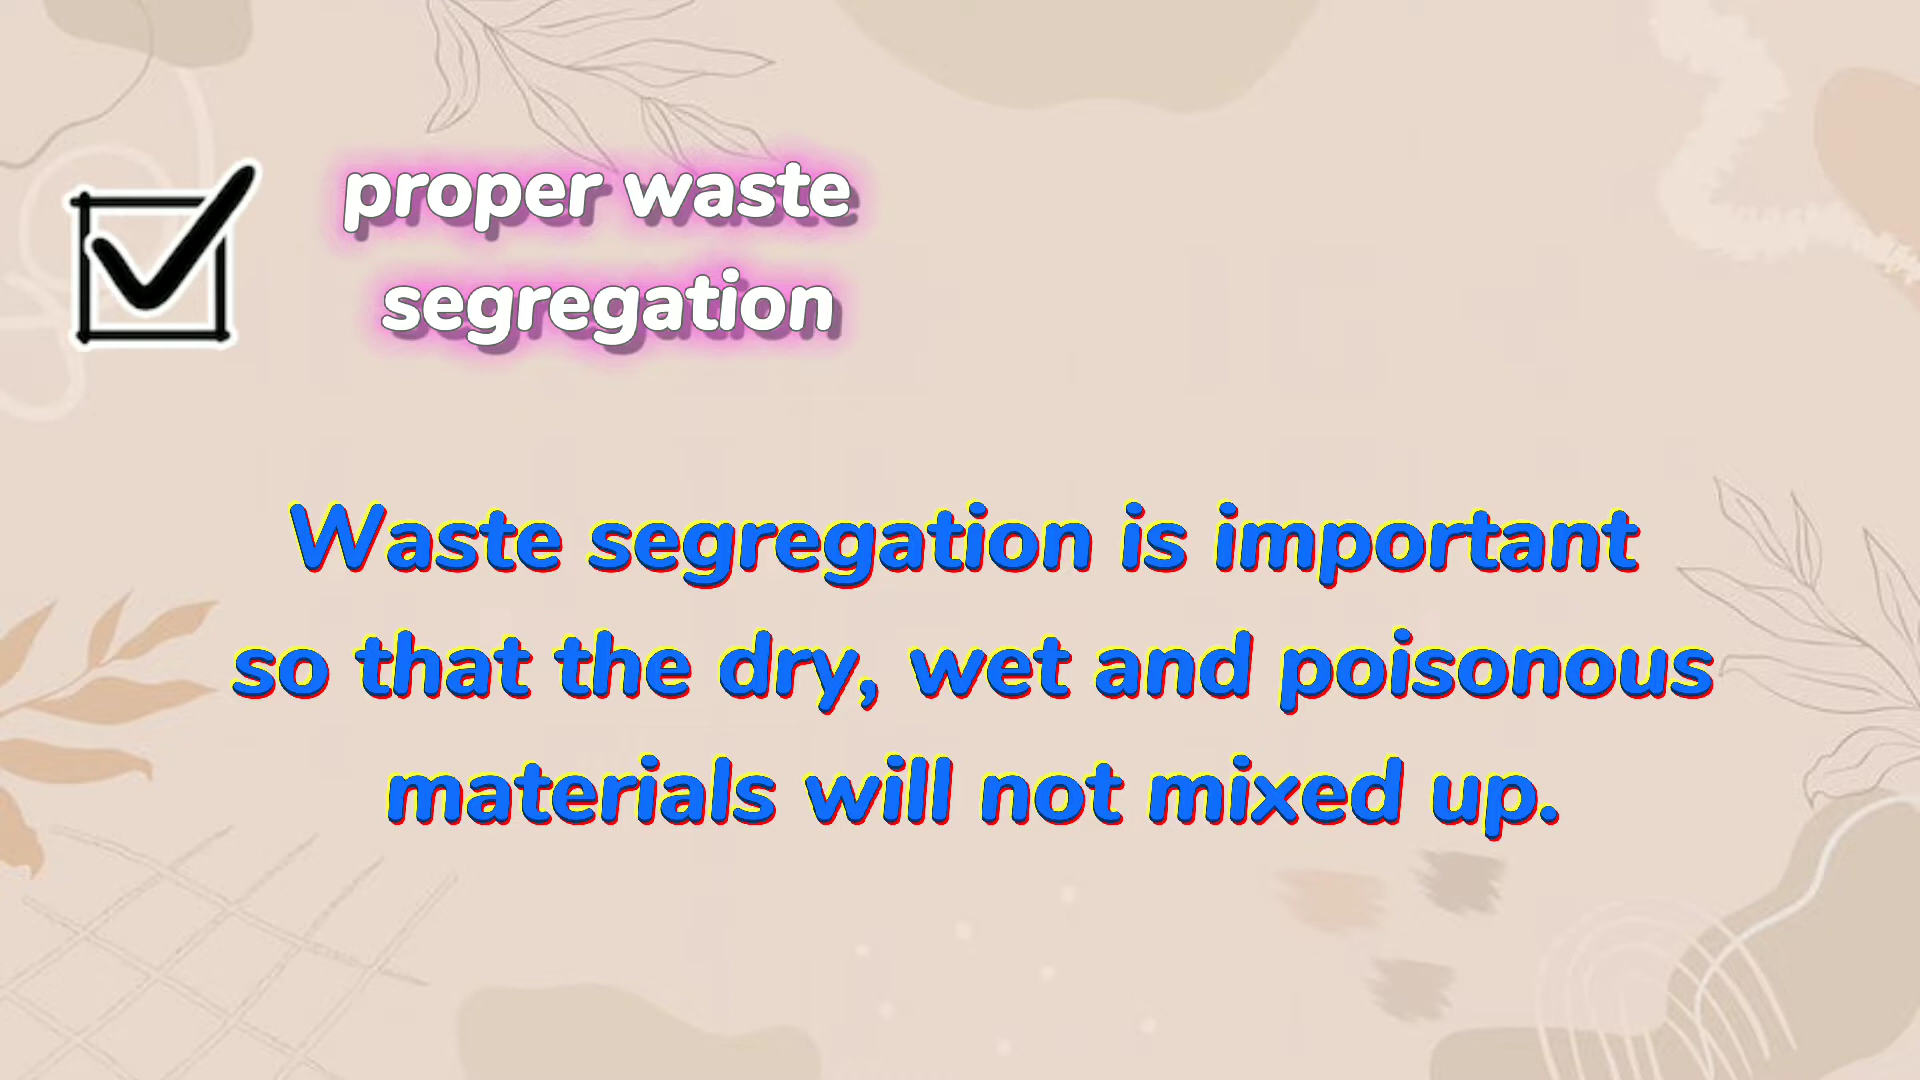 proper waste
segregation
Waste segregation is important
so that the dry, wet and poisonous
materials will not mixed up.